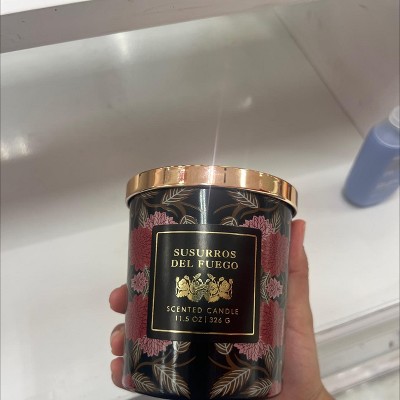 SUSURROS
DEL FUEGO
SCENTED CANDLE
11.5 OZ | 326 G